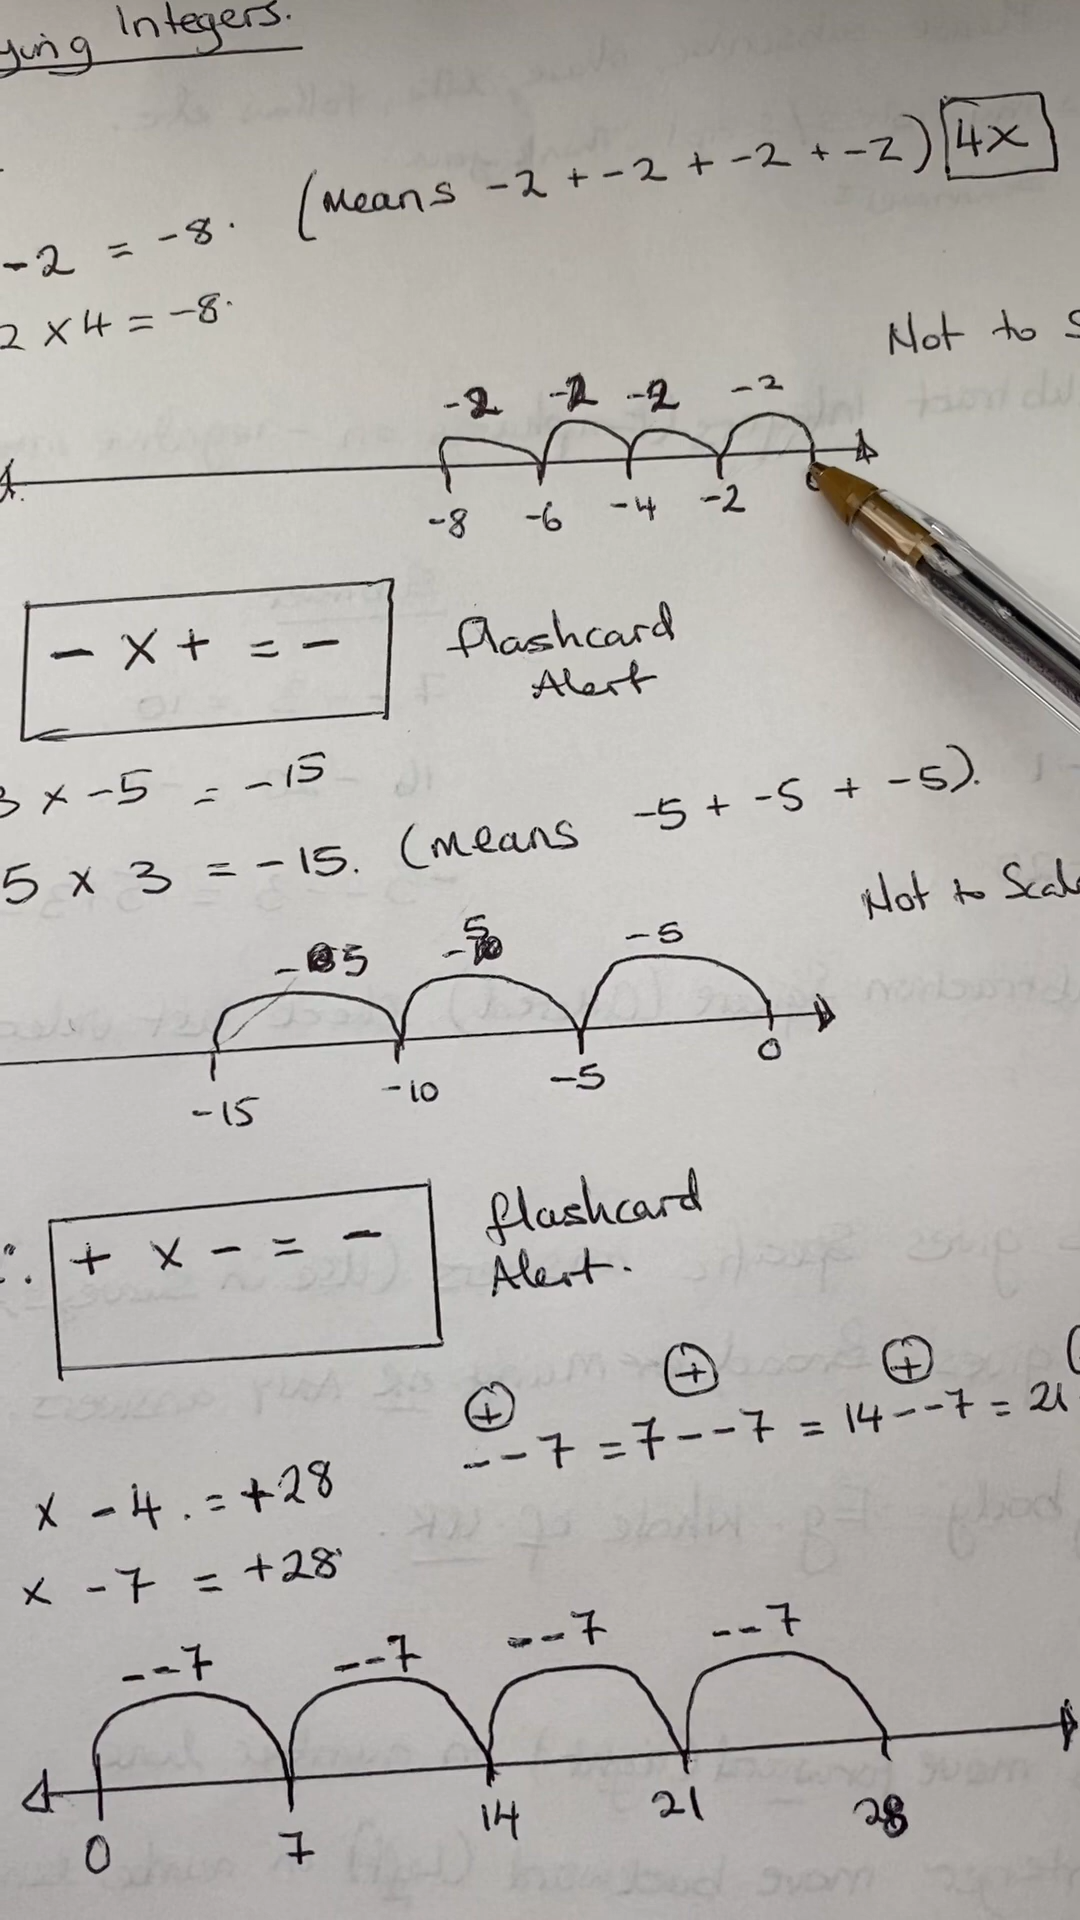 Integers.
(means -2 + -2 + -2 + -2) 4x
-2 = -8.
2 x 4 = -8.
Not to
-2 -2 -2 -2
-8 -6 -4 -2
- x + = -
flashcard
Alert
3 x -5 = -15
5 x 3 = -15. (means -5 + -5 + -5).
Not to
-5 -5 -5
-15 -10 -5 0
∴ + x - = -
flashcard
Alert.
+ + +
--7 = 7--7 = 14--7 = 21
x -4. = +28
x -7 = +28
--7 --7 --7 --7
0 7 14 21 28